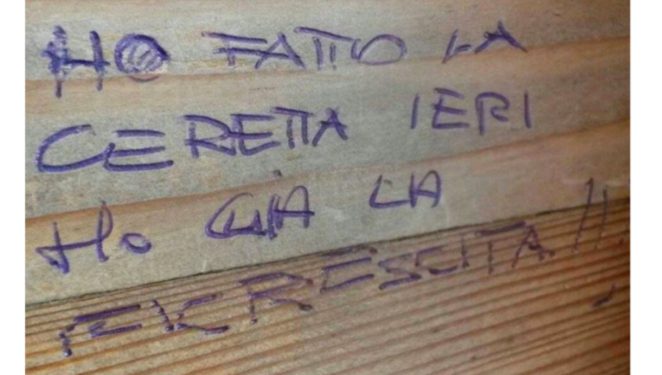 HO FATTO LA
CERETTA IERI
Ho GIÀ LA
RICRESCITA!!